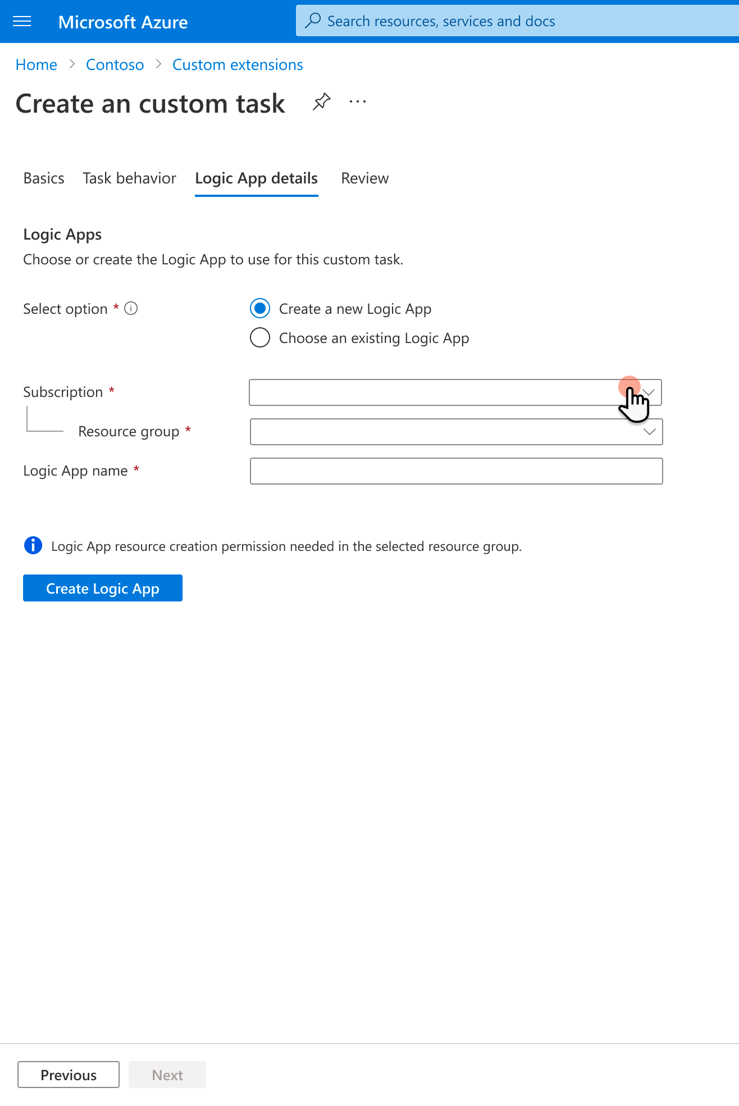 Microsoft Azure
Search resources, services and docs
Home > Contoso > Custom extensions
Create an custom task
Basics Task behavior Logic App details Review
Logic Apps
Choose or create the Logic App to use for this custom task.
Select option * Create a new Logic App
Choose an existing Logic App
Subscription *
Resource group *
Logic App name *
Logic App resource creation permission needed in the selected resource group.
Create Logic App
Previous Next